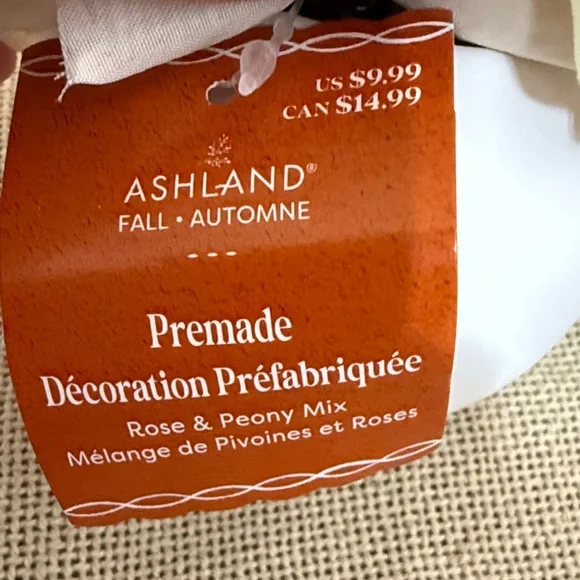 US $9.99
CAN $14.99
ASHLAND®
FALL • AUTOMNE
Premade
Décoration Préfabriquée
Rose & Peony Mix
Mélange de Pivoines et Roses